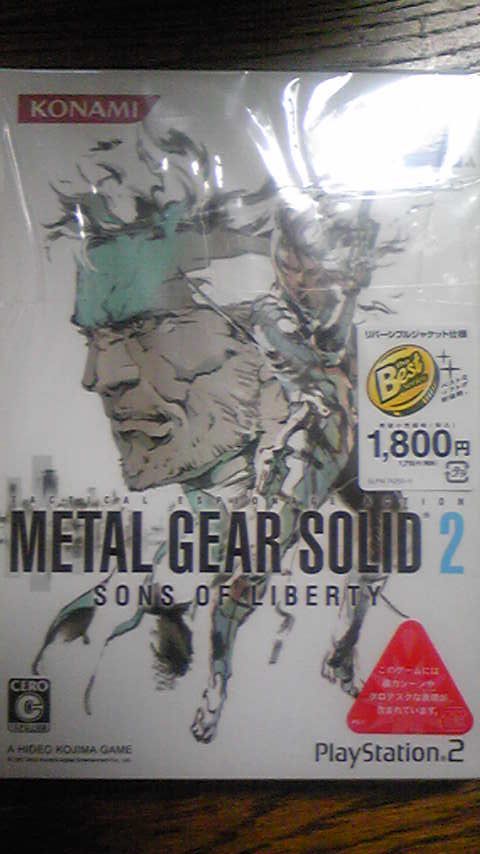 KONAMI
リバーシブルジャケット仕様
the
Best
1,800円
TACTICAL ESPIONAGE ACTION
METAL GEAR SOLID 2
SONS OF LIBERTY
このゲームには
暴力シーンや
グロテスクな表現が
含まれています。
CERO
C
A HIDEO KOJIMA GAME
PlayStation®2